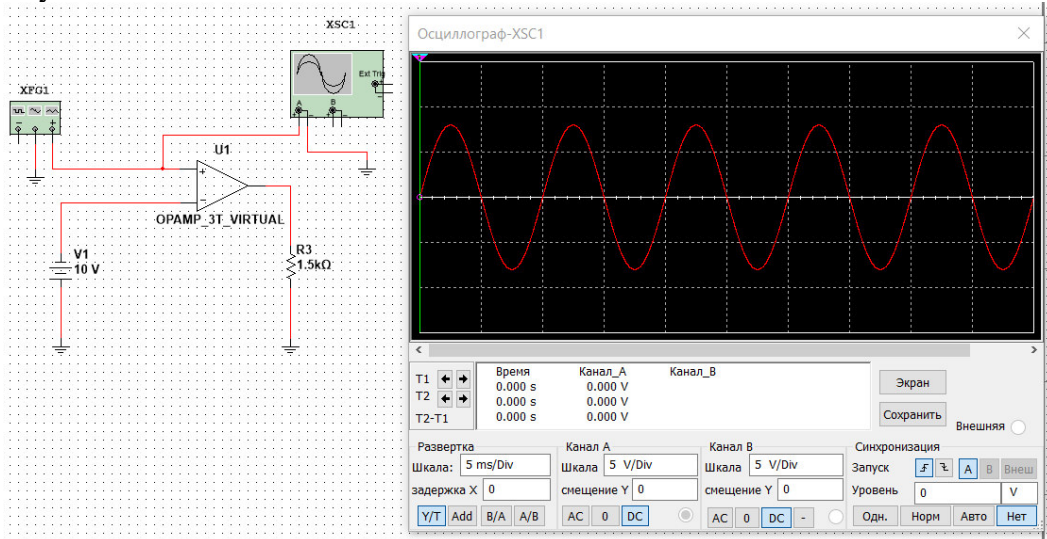 XSC1
Ext Trig
A
B
XFG1
U1
OPAMP_3T_VIRTUAL
V1
10 V
R3
1.5kΩ
Осциллограф-XSC1
Время Канал_A Канал_B
T1 0.000 s 0.000 V
T2 0.000 s 0.000 V
T2-T1 0.000 s 0.000 V
Экран
Сохранить
Внешняя
Развертка
Шкала: 5 ms/Div
задержка X 0
Y/T Add B/A A/B
Канал A
Шкала 5 V/Div
смещение Y 0
AC 0 DC
Канал B
Шкала 5 V/Div
смещение Y 0
AC 0 DC -
Синхронизация
Запуск A B Внеш
Уровень 0 V
Одн. Норм Авто Нет